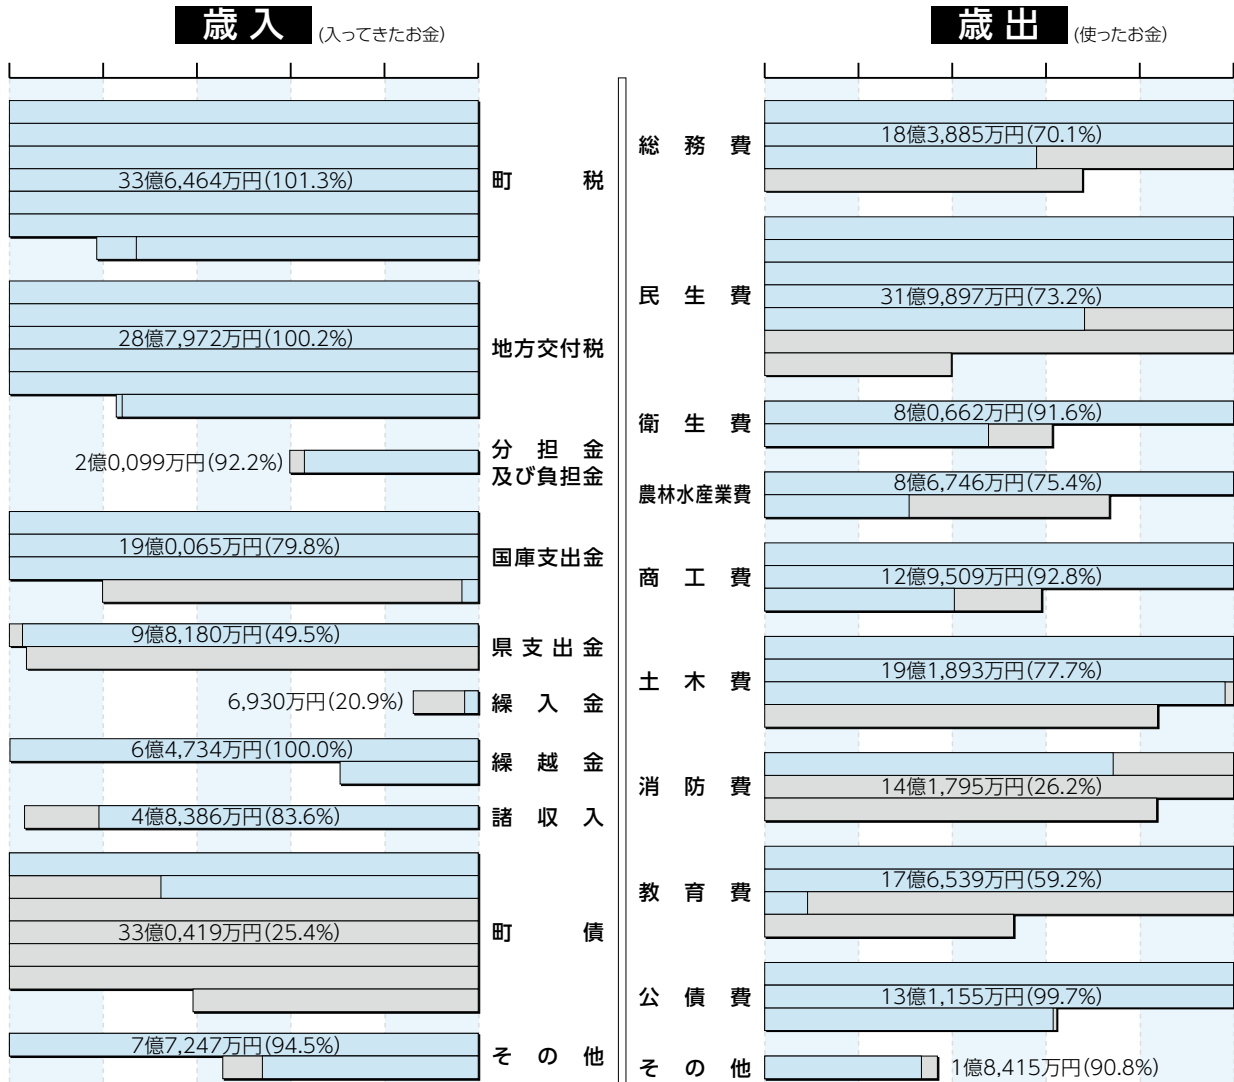 歳入 (入ってきたお金)
33億6,464万円(101.3%) 町税
28億7,972万円(100.2%) 地方交付税
2億0,099万円(92.2%) 分担金
及び負担金
19億0,065万円(79.8%) 国庫支出金
9億8,180万円(49.5%) 県支出金
6,930万円(20.9%) 繰入金
6億4,734万円(100.0%) 繰越金
4億8,386万円(83.6%) 諸収入
33億0,419万円(25.4%) 町債
7億7,247万円(94.5%) その他
歳出 (使ったお金)
総務費 18億3,885万円(70.1%)
民生費 31億9,897万円(73.2%)
衛生費 8億0,662万円(91.6%)
農林水産業費 8億6,746万円(75.4%)
商工費 12億9,509万円(92.8%)
土木費 19億1,893万円(77.7%)
消防費 14億1,795万円(26.2%)
教育費 17億6,539万円(59.2%)
公債費 13億1,155万円(99.7%)
その他 1億8,415万円(90.8%)